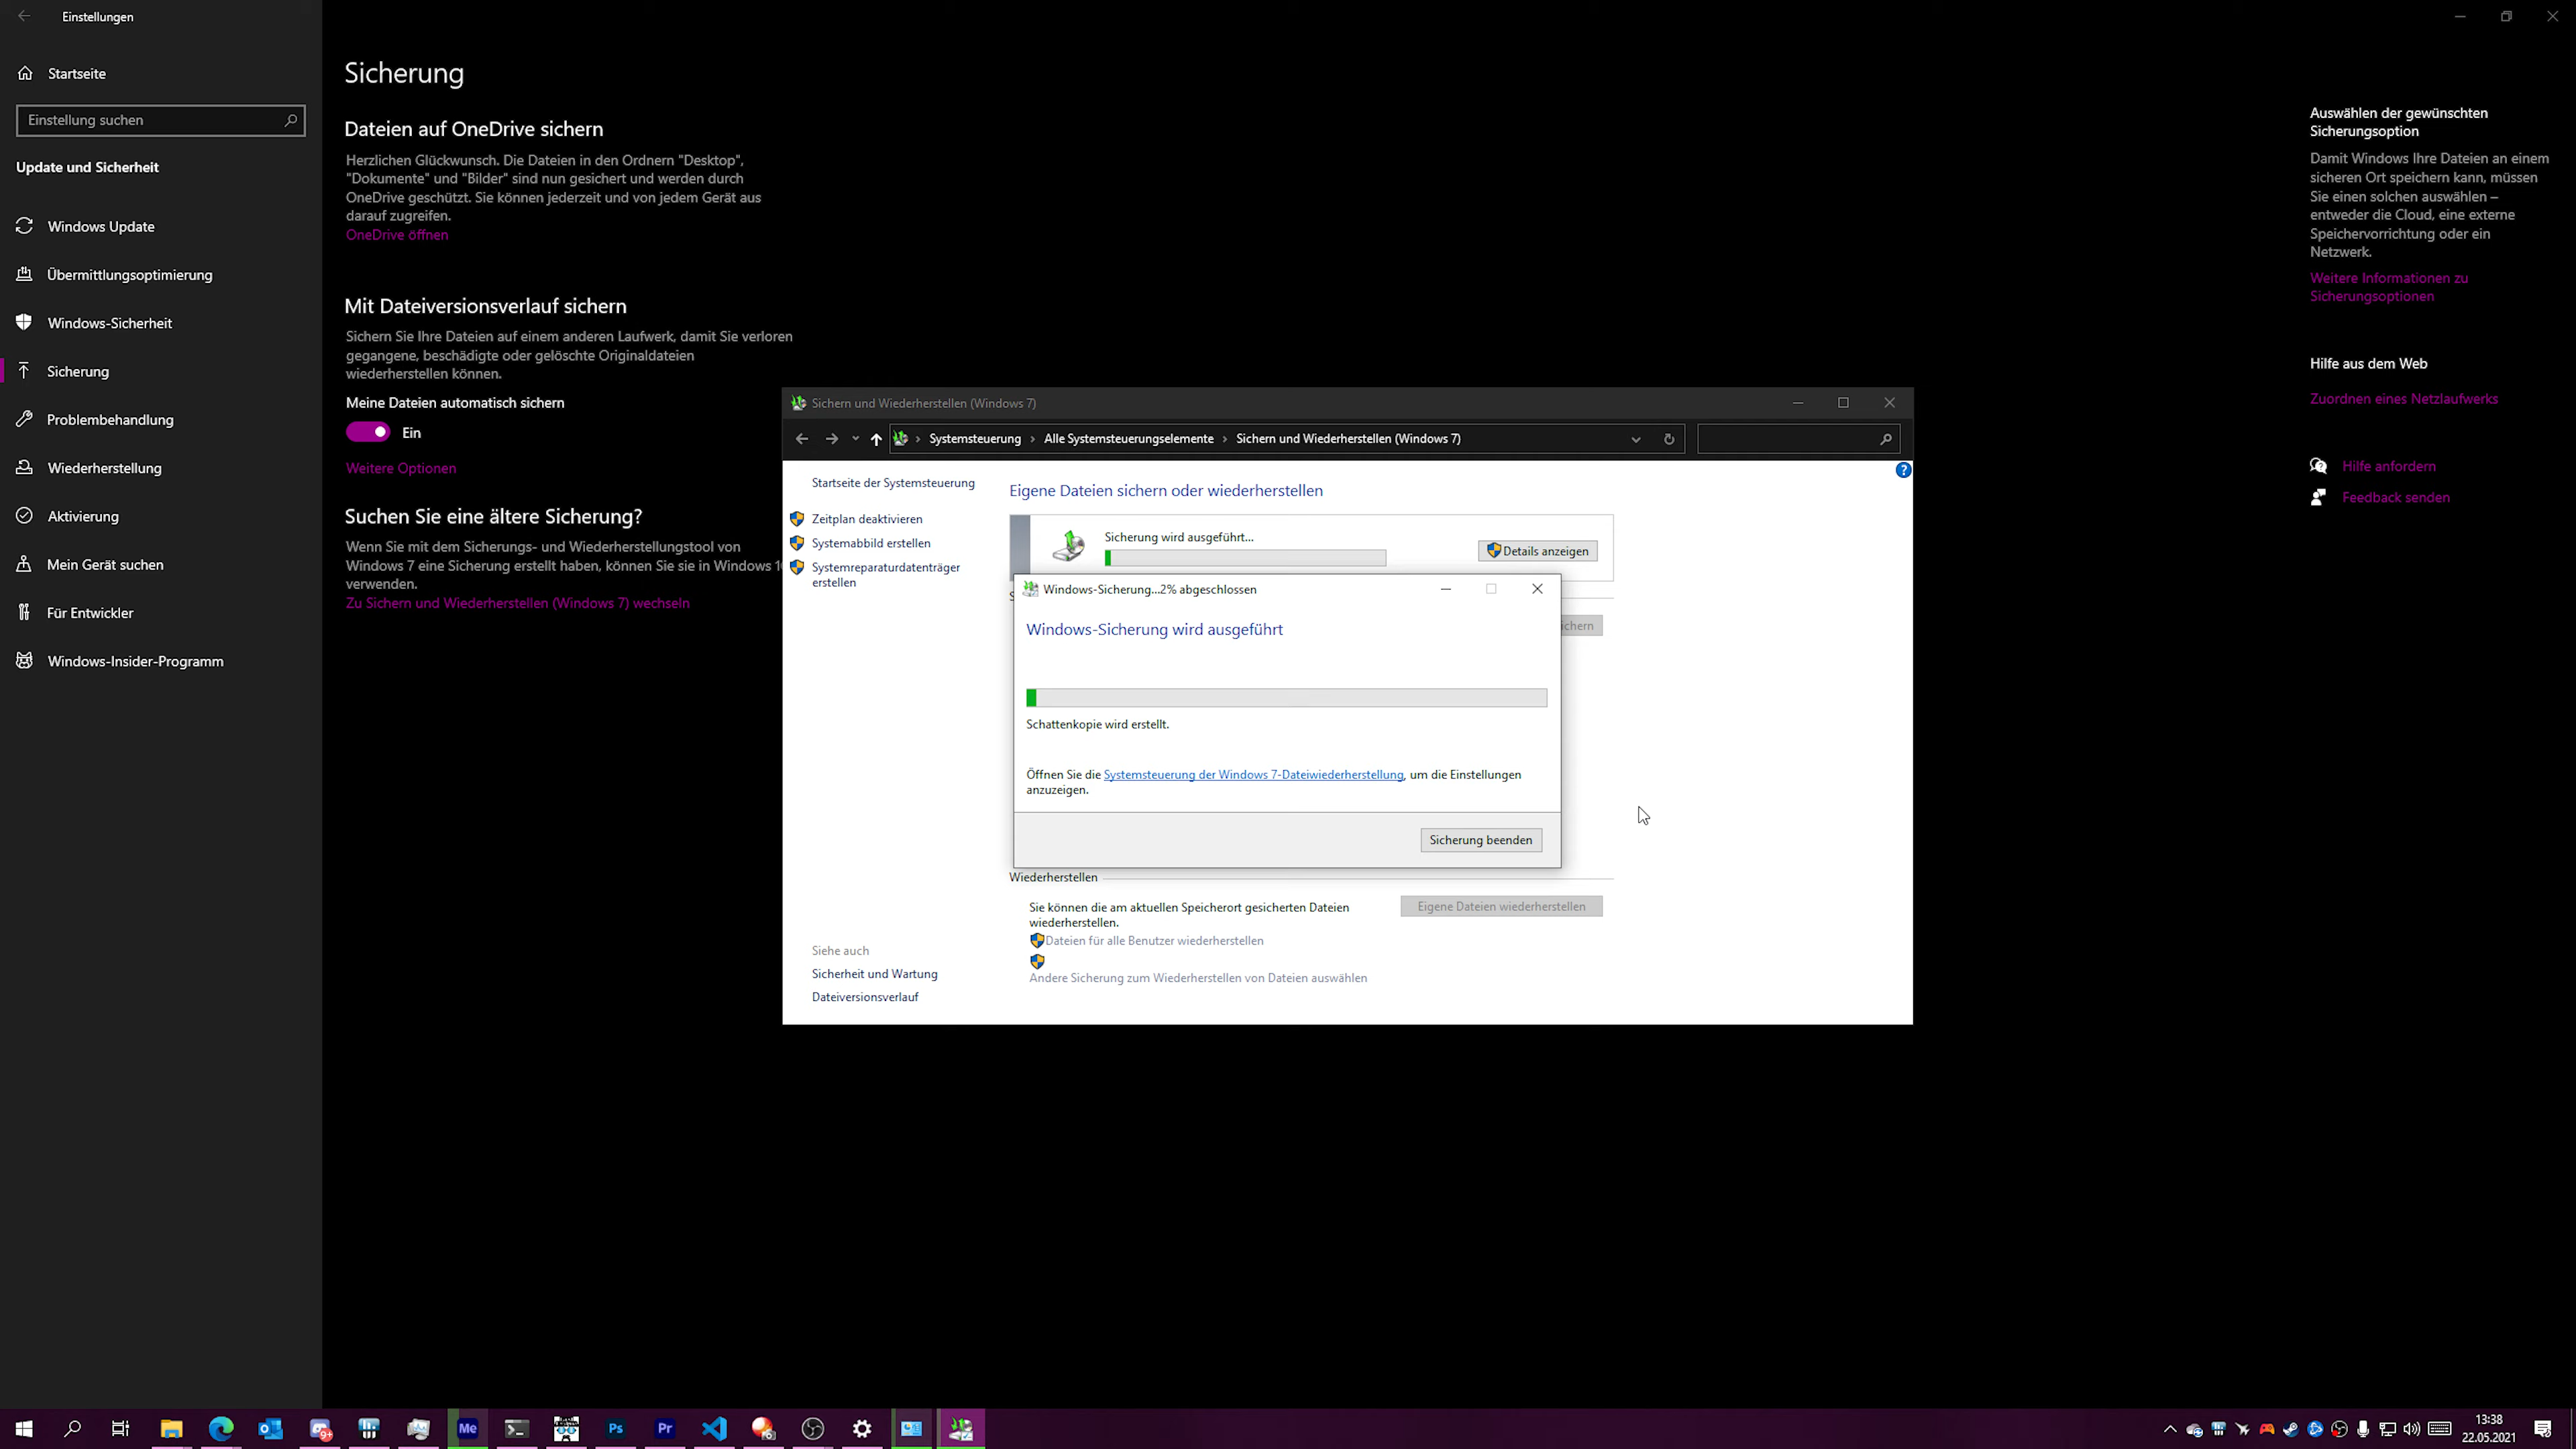 Einstellungen
Startseite
Einstellung suchen
Update und Sicherheit
Windows Update
Übermittlungsoptimierung
Windows-Sicherheit
Sicherung
Problembehandlung
Wiederherstellung
Aktivierung
Mein Gerät suchen
Für Entwickler
Windows-Insider-Programm
Sicherung
Dateien auf OneDrive sichern
Herzlichen Glückwunsch. Die Dateien in den Ordnern "Desktop",
"Dokumente" und "Bilder" sind nun gesichert und werden durch
OneDrive geschützt. Sie können jederzeit und von jedem Gerät aus
darauf zugreifen.
OneDrive öffnen
Mit Dateiversionsverlauf sichern
Sichern Sie Ihre Dateien auf einem anderen Laufwerk, damit Sie verloren
gegangene, beschädigte oder gelöschte Originaldateien
wiederherstellen können.
Meine Dateien automatisch sichern
Ein
Weitere Optionen
Suchen Sie eine ältere Sicherung?
Wenn Sie mit dem Sicherungs- und Wiederherstellungstool von
Windows 7 eine Sicherung erstellt haben, können Sie sie in Windows
verwenden.
Zu Sichern und Wiederherstellen (Windows 7) wechseln
Auswählen der gewünschten
Sicherungsoption
Damit Windows Ihre Dateien an einem
sicheren Ort speichern kann, müssen
Sie einen solchen auswählen –
entweder die Cloud, eine externe
Speichervorrichtung oder ein
Netzwerk.
Weitere Informationen zu
Sicherungsoptionen
Hilfe aus dem Web
Zuordnen eines Netzlaufwerks
Hilfe anfordern
Feedback senden
Sichern und Wiederherstellen (Windows 7)
Systemsteuerung › Alle Systemsteuerungselemente › Sichern und Wiederherstellen (Windows 7)
Startseite der Systemsteuerung
Zeitplan deaktivieren
Systemabbild erstellen
Systemreparaturdatenträger
erstellen
Siehe auch
Sicherheit und Wartung
Dateiversionsverlauf
Eigene Dateien sichern oder wiederherstellen
Sicherung wird ausgeführt...
Details anzeigen
Windows-Sicherung...2% abgeschlossen
Windows-Sicherung wird ausgeführt
Schattenkopie wird erstellt.
Öffnen Sie die Systemsteuerung der Windows 7-Dateiwiederherstellung, um die Einstellungen
anzuzeigen.
Sicherung beenden
Wiederherstellen
Sie können die am aktuellen Speicherort gesicherten Dateien
wiederherstellen.
Eigene Dateien wiederherstellen
Dateien für alle Benutzer wiederherstellen
Andere Sicherung zum Wiederherstellen von Dateien auswählen
9+
Me
Ps
Pr
13:38
22.05.2021